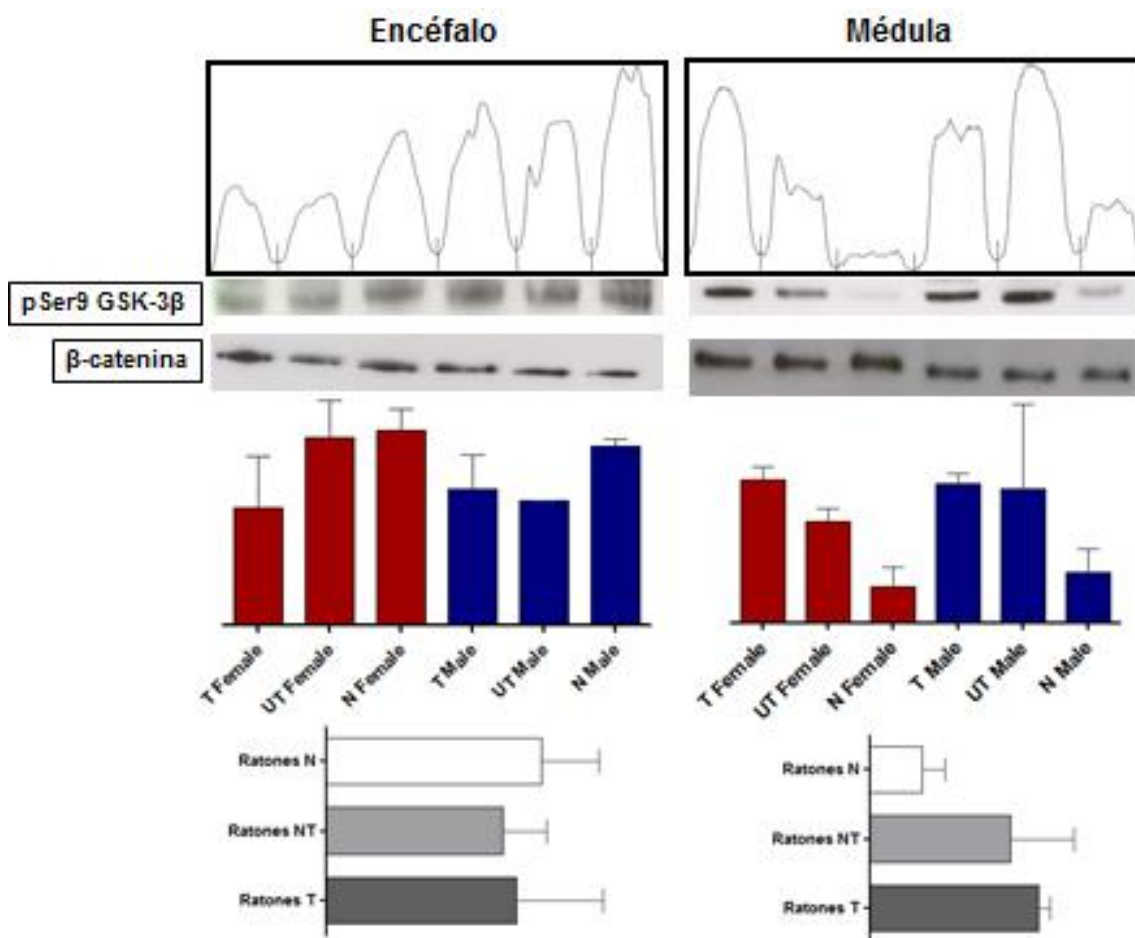 Encéfalo
Médula
pSer9 GSK-3β
β-catenina
T Female
UT Female
N Female
T Male
UT Male
N Male
T Female
UT Female
N Female
T Male
UT Male
N Male
Ratones N
Ratones NT
Ratones T
Ratones N
Ratones NT
Ratones T